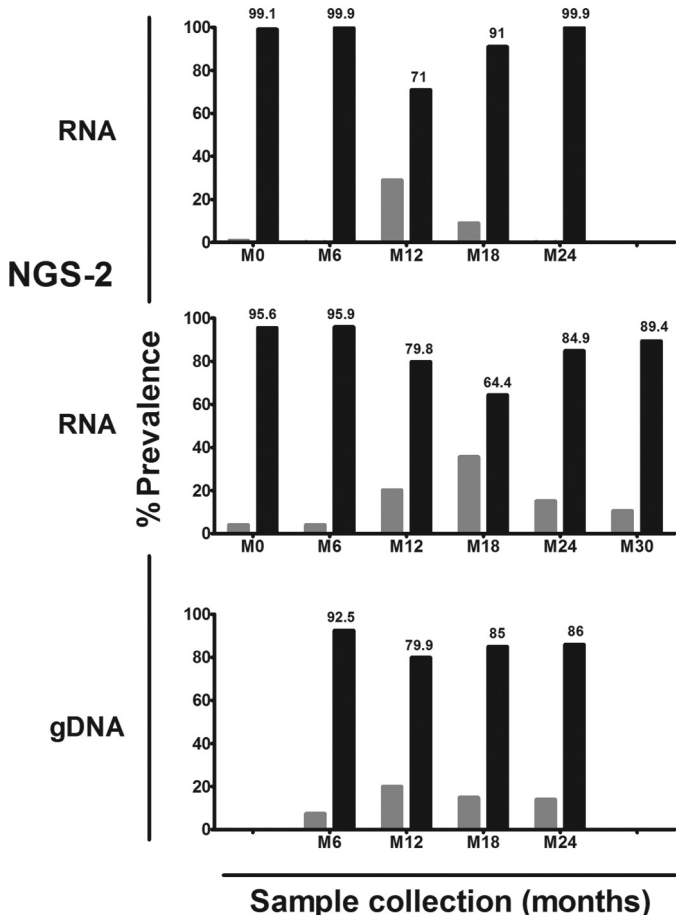 99.1 99.9 71 91 99.9
100
80
60
40
20
0
M0 M6 M12 M18 M24
RNA
NGS-2
95.6 95.9 79.8 64.4 84.9 89.4
100
80
60
40
20
0
M0 M6 M12 M18 M24 M30
RNA
% Prevalence
92.5 79.9 85 86
100
80
60
40
20
0
M6 M12 M18 M24
gDNA
Sample collection (months)